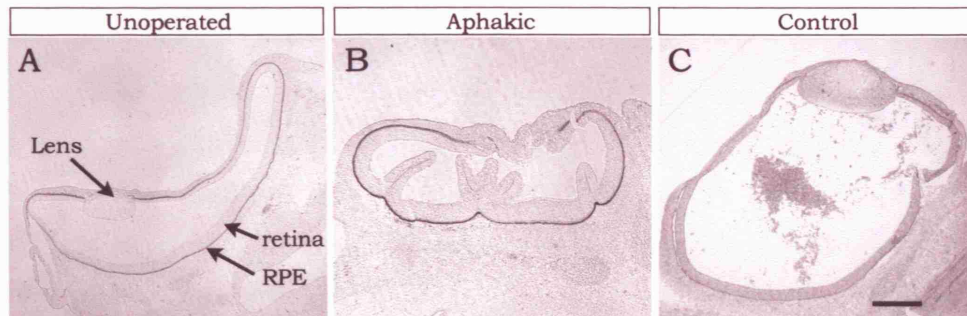 Unoperated
Aphakic
Control
A
B
C
Lens
retina
RPE